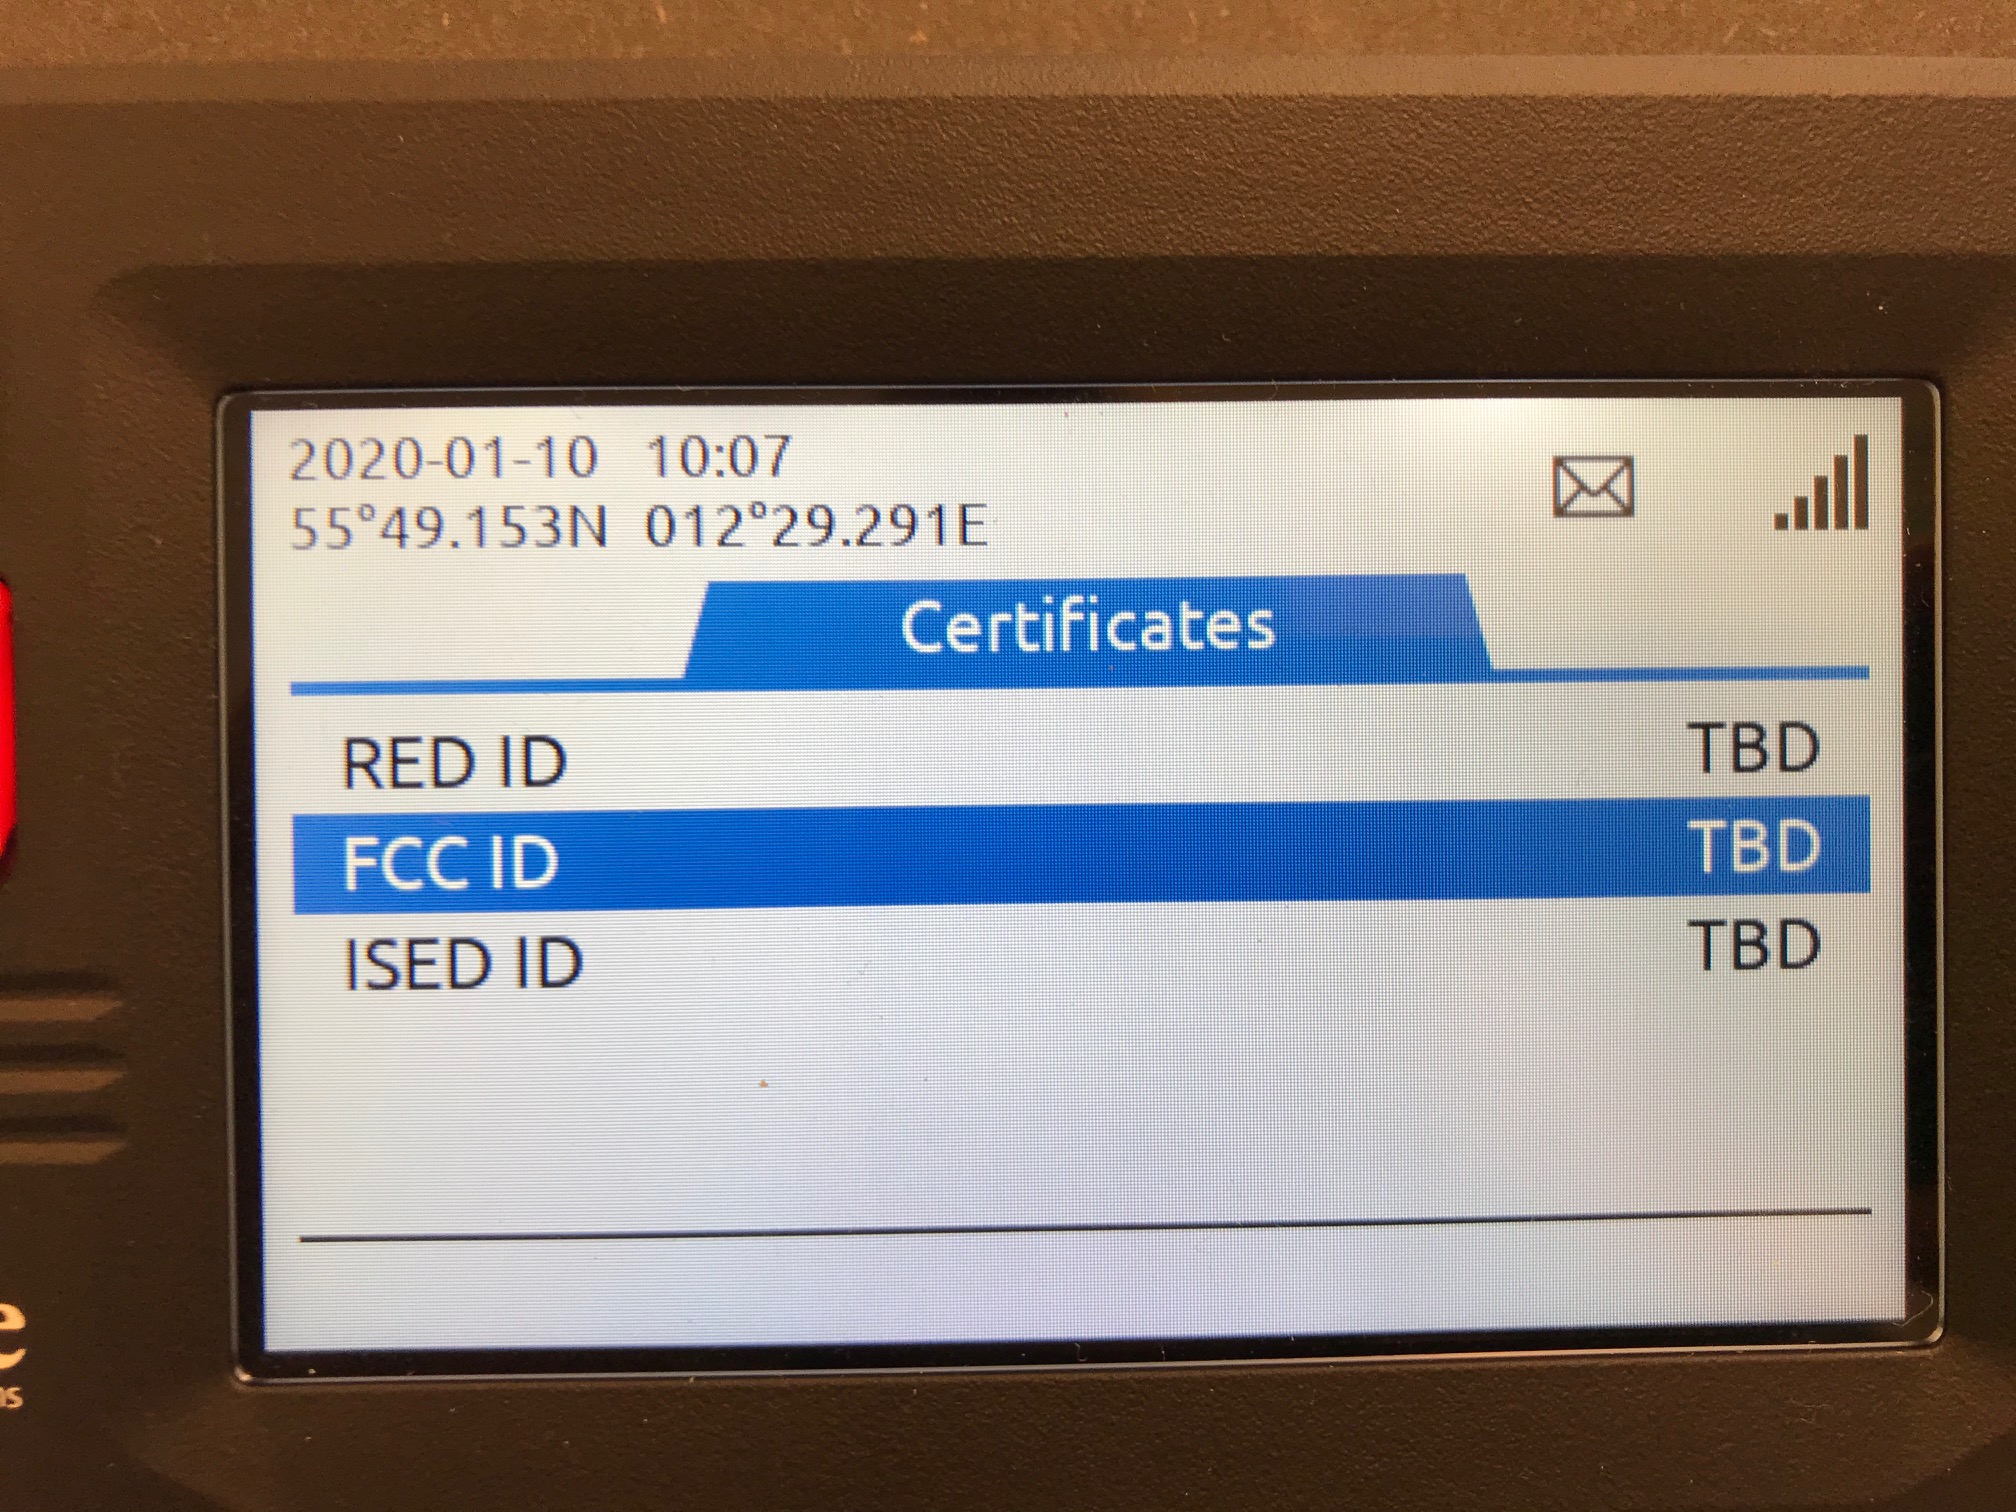 2020-01-10 10:07
55°49.153N 012°29.291E
Certificates
RED ID TBD
FCC ID TBD
ISED ID TBD